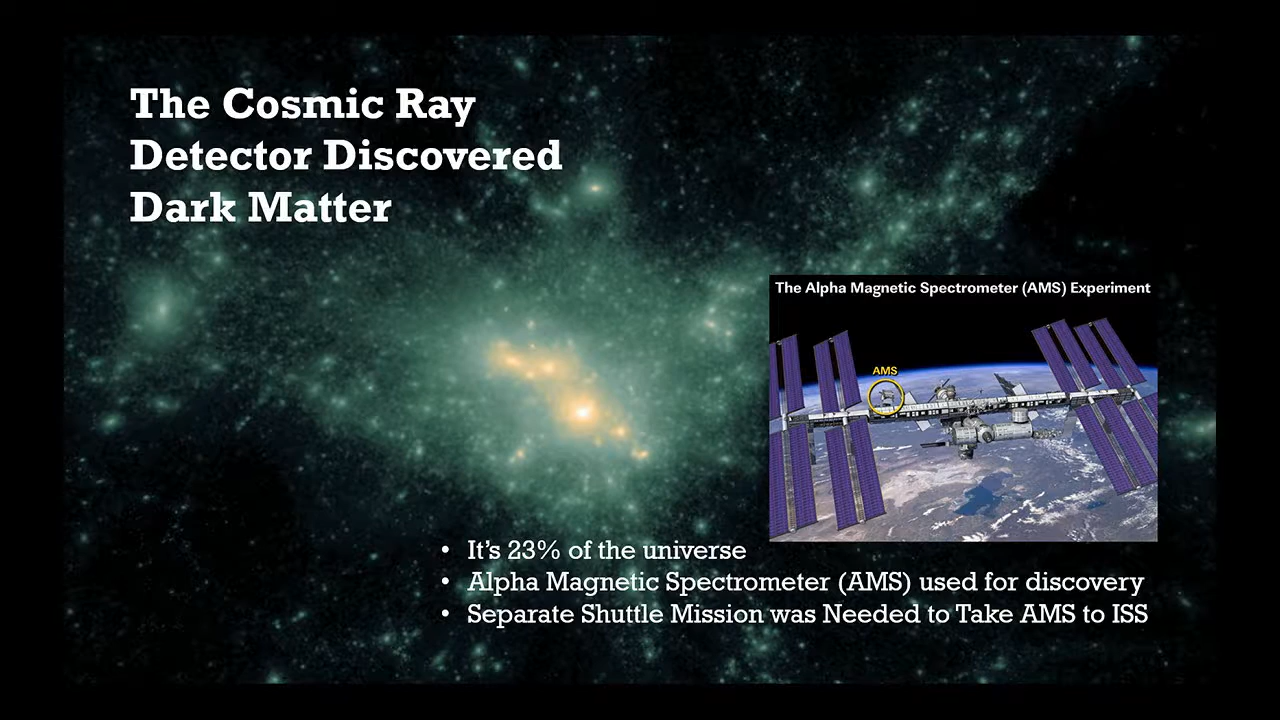 The Cosmic Ray
Detector Discovered
Dark Matter
The Alpha Magnetic Spectrometer (AMS) Experiment
AMS
• It's 23% of the universe
• Alpha Magnetic Spectrometer (AMS) used for discovery
• Separate Shuttle Mission was Needed to Take AMS to ISS